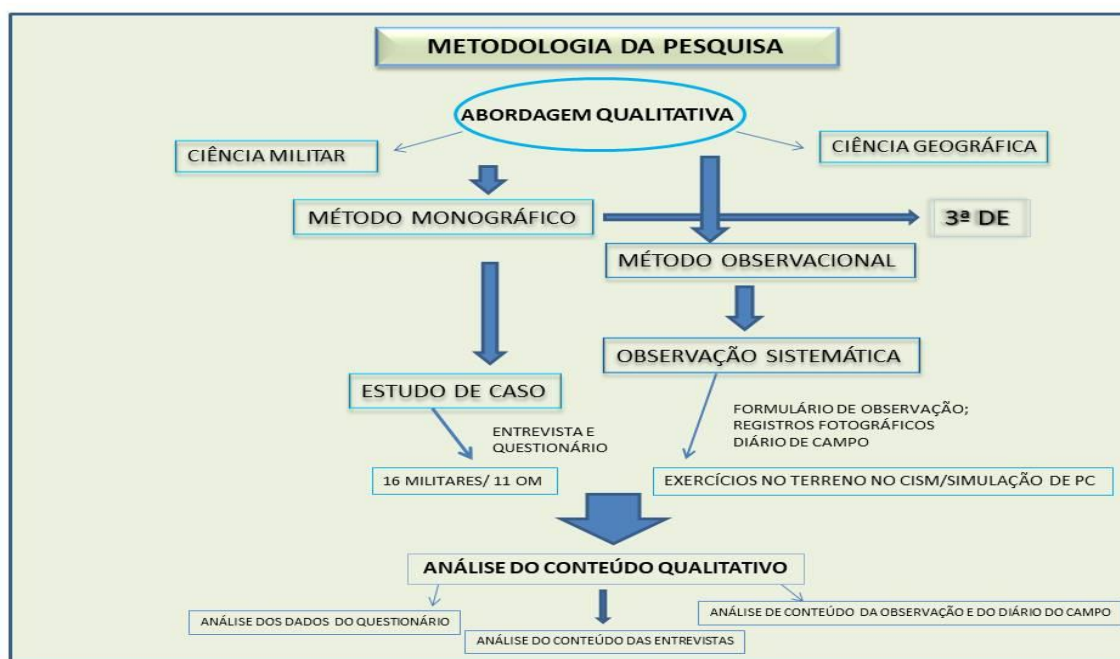 METODOLOGIA DA PESQUISA
ABORDAGEM QUALITATIVA
CIÊNCIA MILITAR
CIÊNCIA GEOGRÁFICA
MÉTODO MONOGRÁFICO
3ª DE
MÉTODO OBSERVACIONAL
OBSERVAÇÃO SISTEMÁTICA
ESTUDO DE CASO
ENTREVISTA E
QUESTIONÁRIO
FORMULÁRIO DE OBSERVAÇÃO;
REGISTROS FOTOGRÁFICOS
DIÁRIO DE CAMPO
16 MILITARES/ 11 OM
EXERCÍCIOS NO TERRENO NO CISM/SIMULAÇÃO DE PC
ANÁLISE DO CONTEÚDO QUALITATIVO
ANÁLISE DOS DADOS DO QUESTIONÁRIO
ANÁLISE DO CONTEÚDO DAS ENTREVISTAS
ANÁLISE DE CONTEÚDO DA OBSERVAÇÃO E DO DIÁRIO DO CAMPO